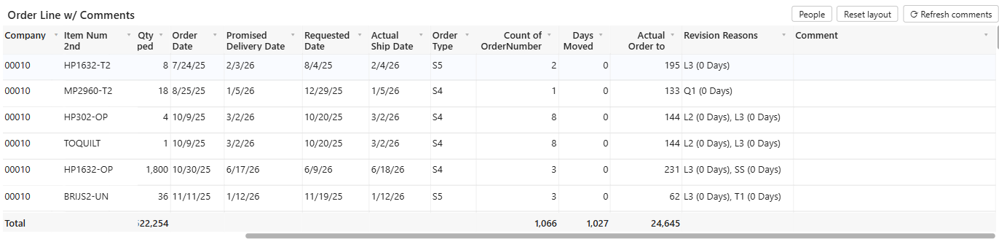 Order Line w/ Comments People Reset layout Refresh comments
Company Item Num Qty Order Promised Requested Actual Order Count of Days Actual Revision Reasons Comment
2nd ped Date Delivery Date Date Ship Date Type OrderNumber Moved Order to
00010 HP1632-T2 8 7/24/25 2/3/26 8/4/25 2/4/26 S5 2 0 195 L3 (0 Days)
00010 MP2960-T2 18 8/25/25 1/5/26 12/29/25 1/5/26 S4 1 0 133 Q1 (0 Days)
00010 HP302-OP 4 10/9/25 3/2/26 10/20/25 3/2/26 S4 8 0 144 L2 (0 Days), L3 (0 Days)
00010 TOQUILT 1 10/9/25 3/2/26 10/20/25 3/2/26 S4 8 0 144 L2 (0 Days), L3 (0 Days)
00010 HP1632-OP 1,800 10/30/25 6/17/26 6/9/26 6/18/26 S4 3 0 231 L3 (0 Days), SS (0 Days)
00010 BRIJS2-UN 36 11/11/25 1/12/26 11/19/25 1/12/26 S5 3 0 62 L3 (0 Days), T1 (0 Days)
Total 22,254 1,066 1,027 24,645